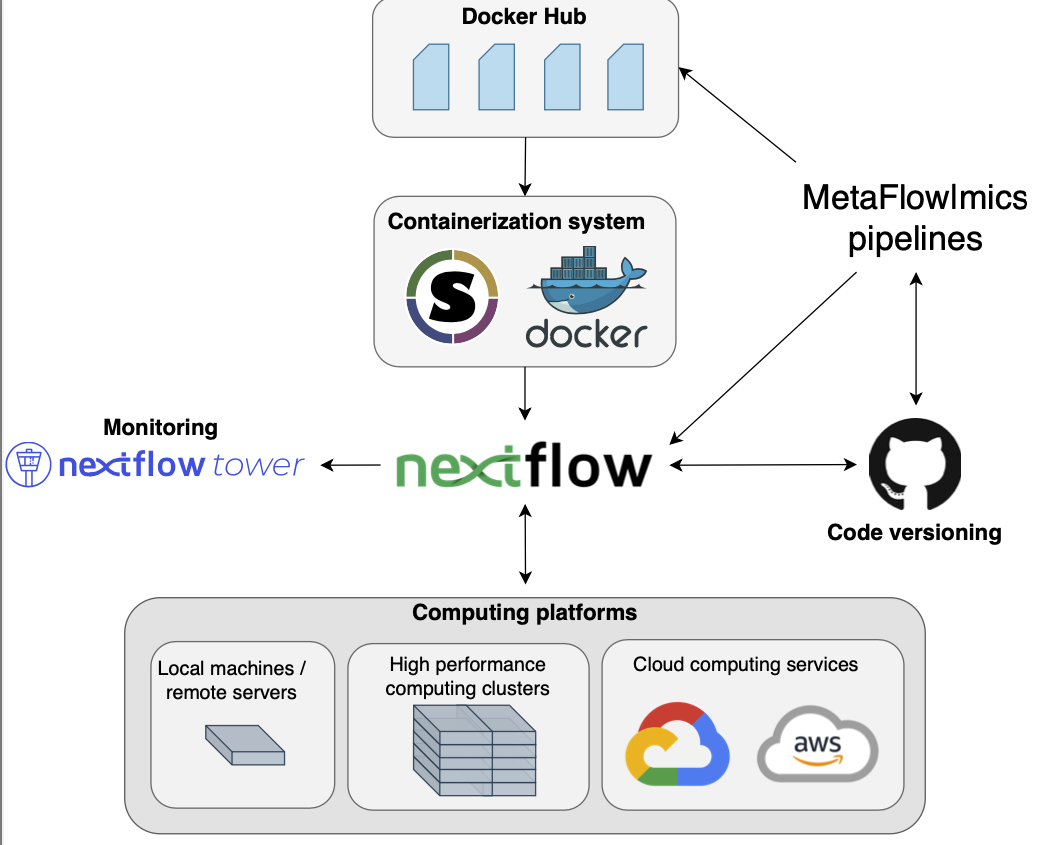 Docker Hub
MetaFlowlmics
pipelines
Containerization system
S
docker
Monitoring
nextflow tower
nextflow
Code versioning
Computing platforms
Local machines /
remote servers
High performance
computing clusters
Cloud computing services
aws